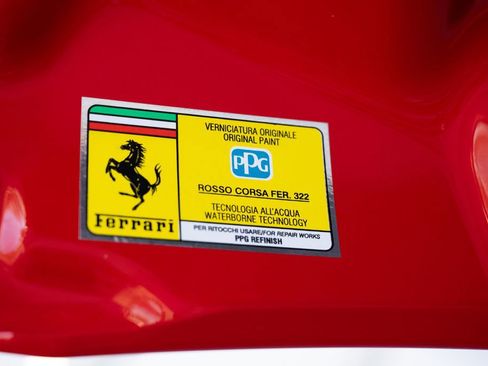 VERNICIATURA ORIGINALE
ORIGINAL PAINT
PPG
ROSSO CORSA FER. 322
TECNOLOGIA ALL'ACQUA
WATERBORNE TECHNOLOGY
Ferrari
PER RITOCCHI USARE/FOR REPAIR WORKS
PPG REFINISH